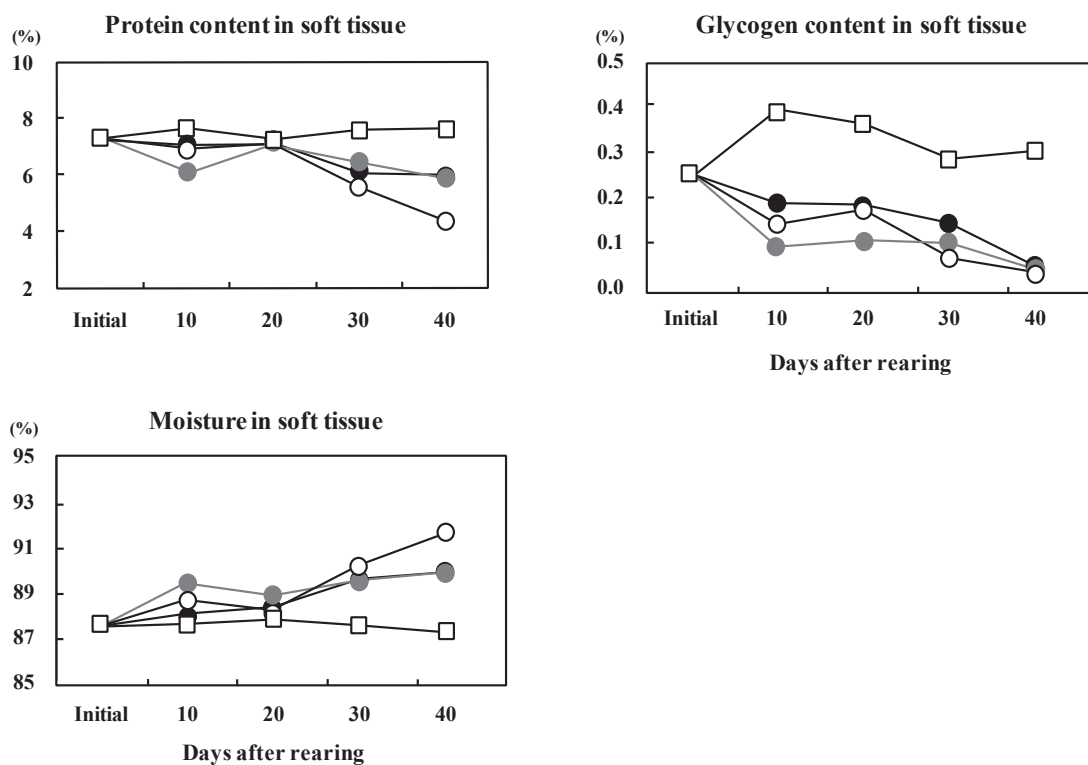 Protein content in soft tissue
(%)
10
8
6
4
2
Initial 10 20 30 40
Glycogen content in soft tissue
(%)
0.5
0.4
0.3
0.2
0.1
0.0
Initial 10 20 30 40
Days after rearing
Moisture in soft tissue
(%)
95
93
91
89
87
85
Initial 10 20 30 40
Days after rearing